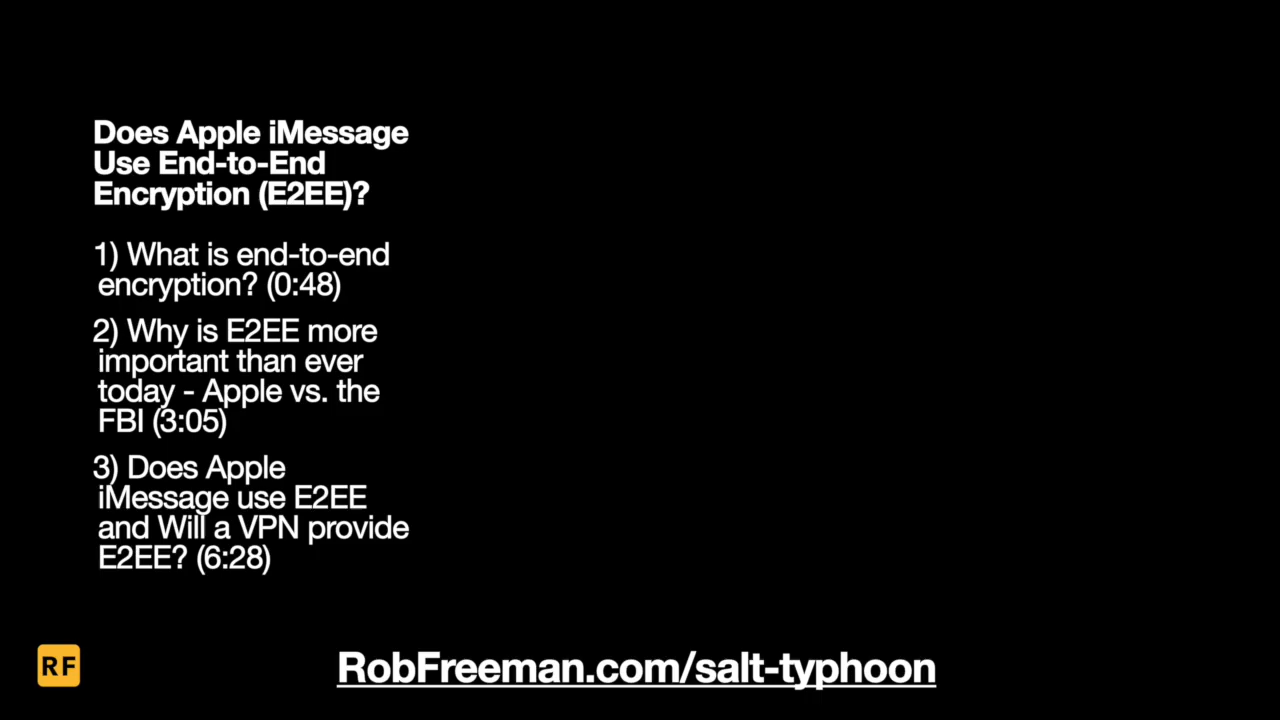 Does Apple iMessage
Use End-to-End
Encryption (E2EE)?
1) What is end-to-end
encryption? (0:48)
2) Why is E2EE more
important than ever
today - Apple vs. the
FBI (3:05)
3) Does Apple
iMessage use E2EE
and Will a VPN provide
E2EE? (6:28)
RF
RobFreeman.com/salt-typhoon